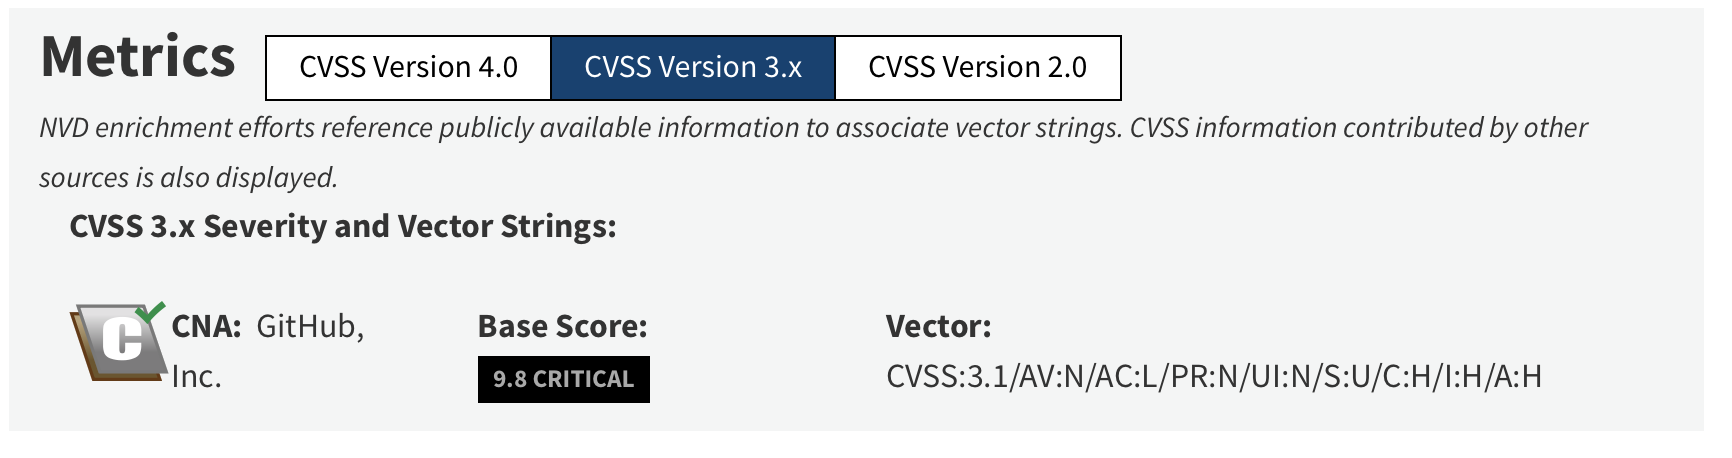 Metrics
CVSS Version 4.0
CVSS Version 3.x
CVSS Version 2.0
NVD enrichment efforts reference publicly available information to associate vector strings. CVSS information contributed by other
sources is also displayed.
CVSS 3.x Severity and Vector Strings:
C
CNA: GitHub,
Inc.
Base Score:
9.8 CRITICAL
Vector:
CVSS:3.1/AV:N/AC:L/PR:N/UI:N/S:U/C:H/I:H/A:H